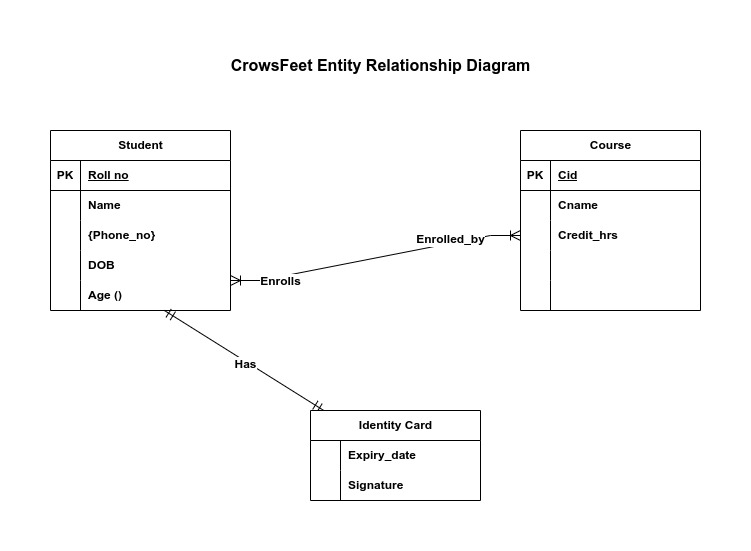 CrowsFeet Entity Relationship Diagram
Student
PK Roll no
Name
{Phone_no}
DOB
Age ()
Course
PK Cid
Cname
Credit_hrs
Enrolled_by
Enrolls
Has
Identity Card
Expiry_date
Signature